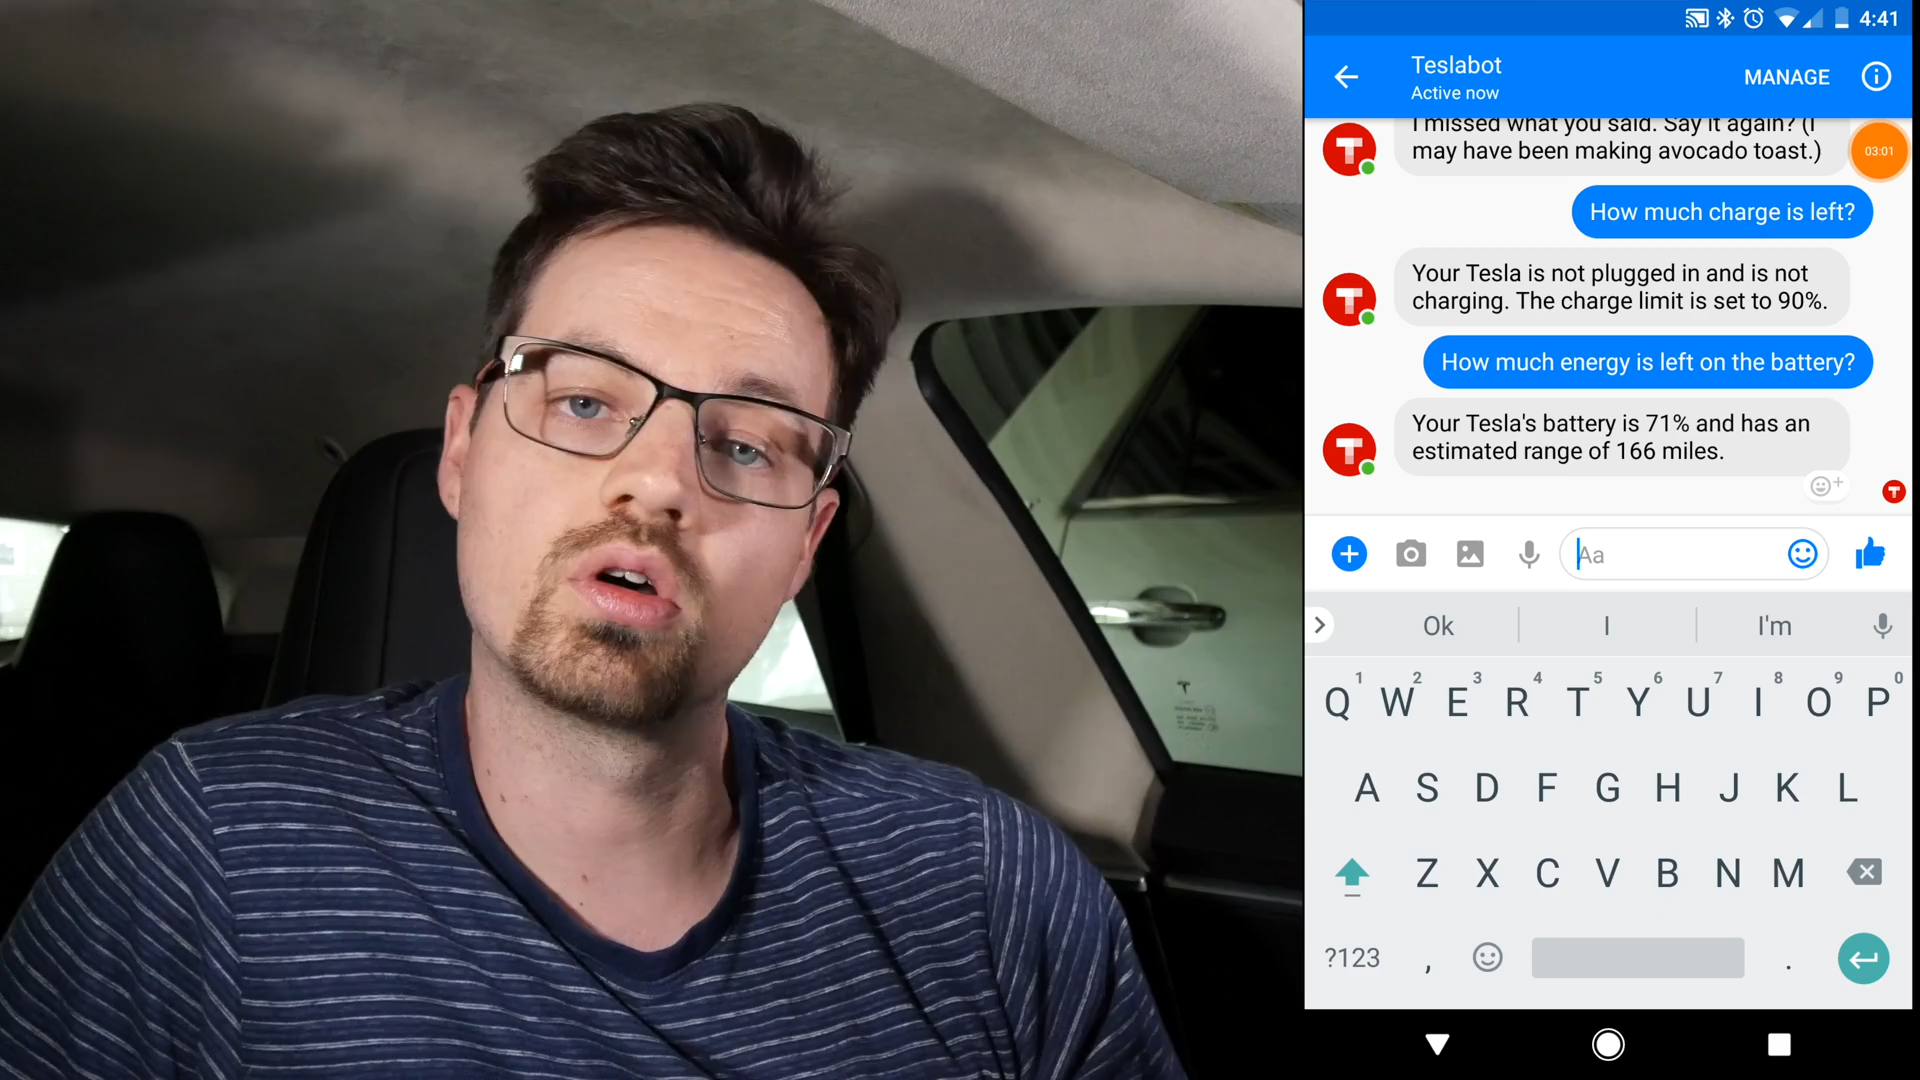 4:41
Teslabot
Active now
MANAGE
I missed what you said. Say it again? (I
may have been making avocado toast.)
03:01
How much charge is left?
Your Tesla is not plugged in and is not
charging. The charge limit is set to 90%.
How much energy is left on the battery?
Your Tesla's battery is 71% and has an
estimated range of 166 miles.
Aa
Ok I I'm
1 2 3 4 5 6 7 8 9 0
Q W E R T Y U I O P
A S D F G H J K L
Z X C V B N M
?123 , .